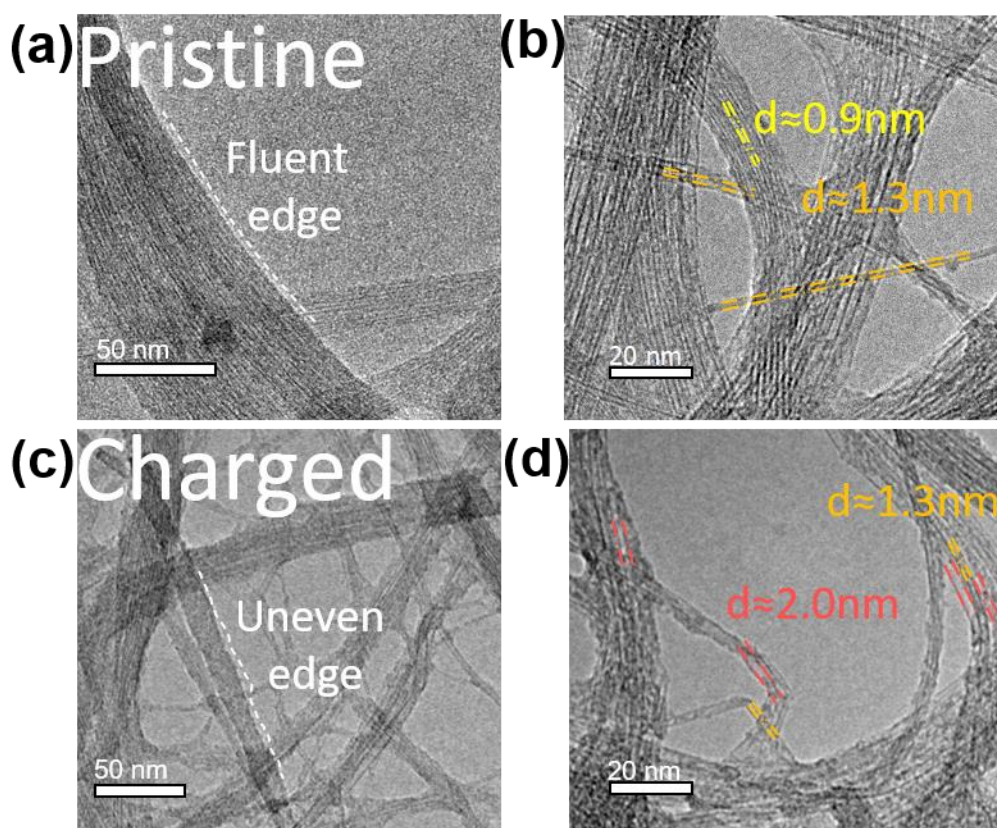 (a) Pristine
Fluent
edge
50 nm
(b)
d≈0.9nm
d≈1.3nm
20 nm
(c) Charged
Uneven
edge
50 nm
(d)
d≈1.3nm
d≈2.0nm
20 nm